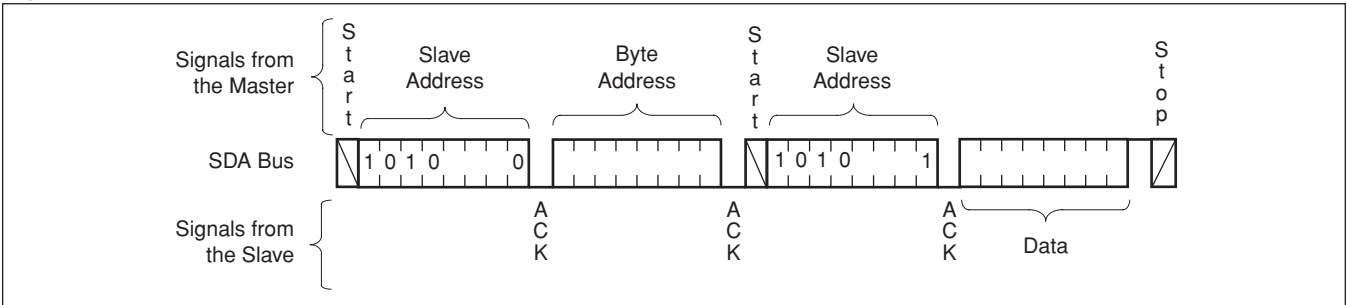 Signals from
the Master
Start
Slave
Address
Byte
Address
Start
Slave
Address
Stop
SDA Bus
1 0 1 0 0
1 0 1 0 1
Signals from
the Slave
ACK
ACK
ACK
Data